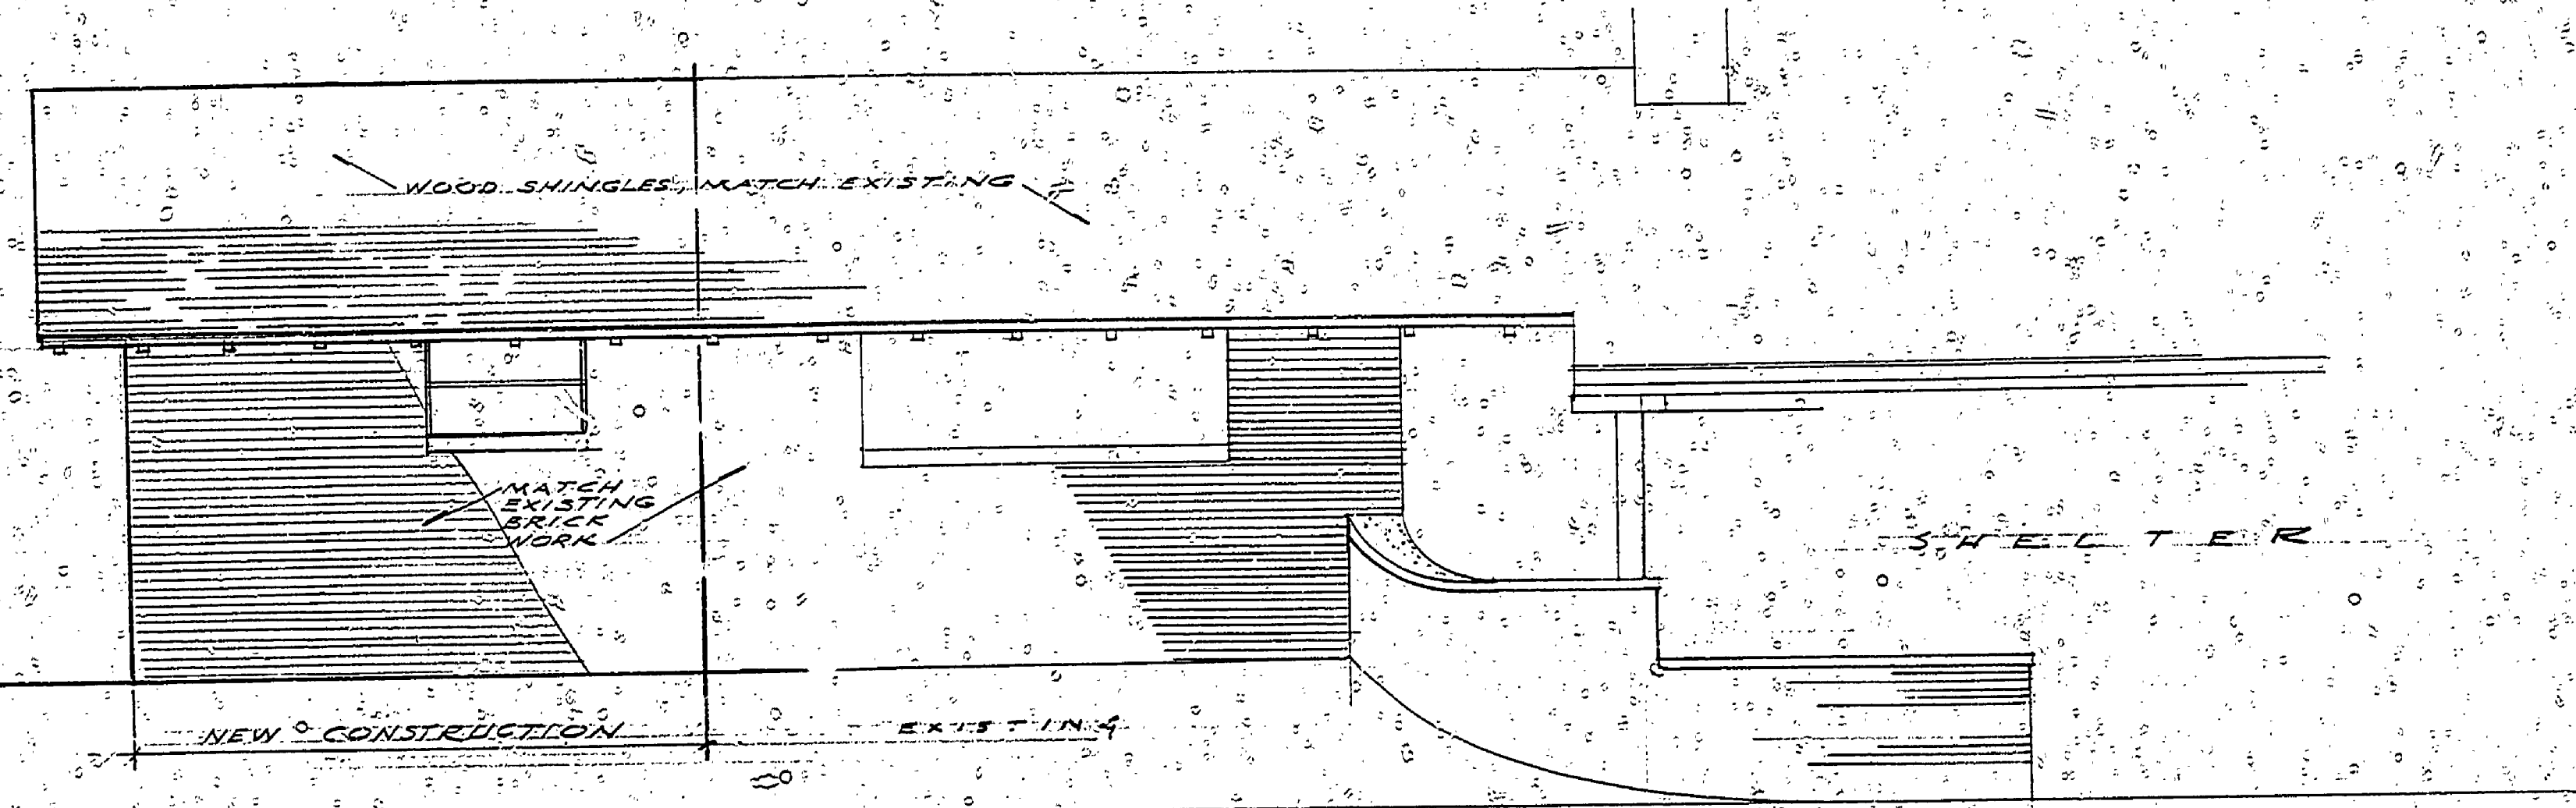 WOOD SHINGLES, MATCH EXISTING
MATCH
EXISTING
BRICK
WORK
SHELTER
NEW CONSTRUCTION
EXISTING